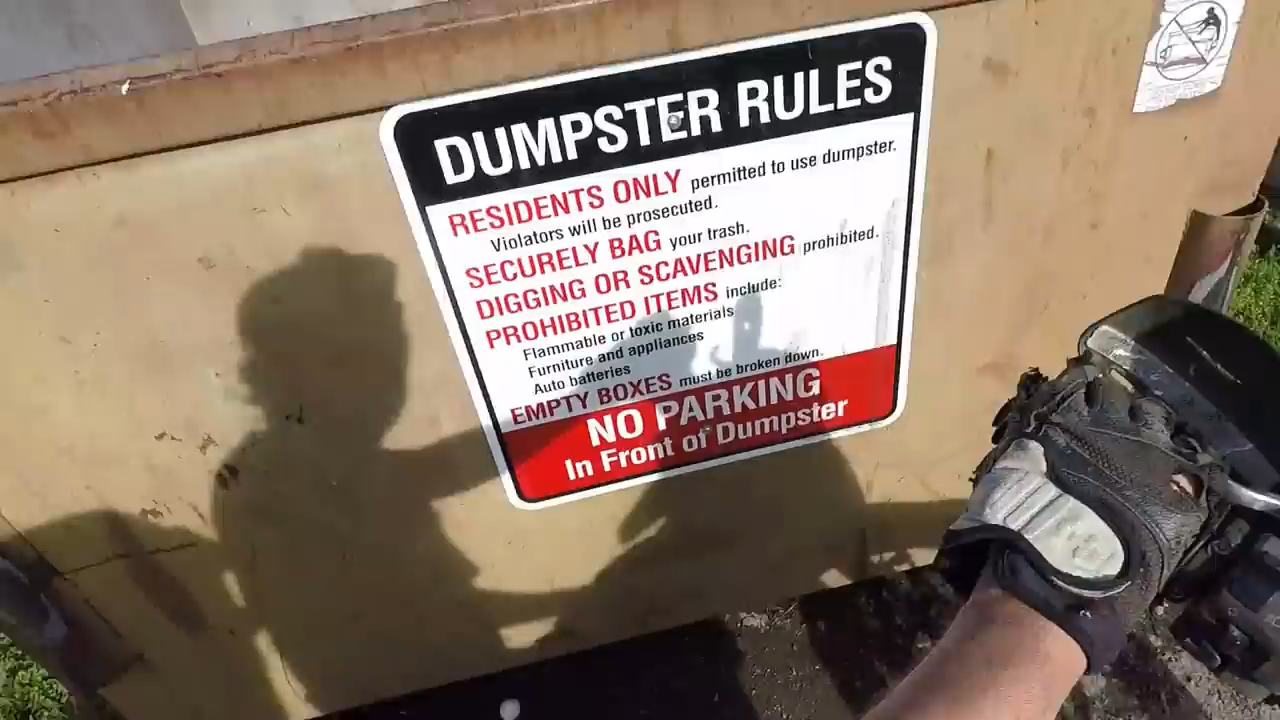 DUMPSTER RULES
RESIDENTS ONLY permitted to use dumpster.
Violators will be prosecuted.
SECURELY BAG your trash.
DIGGING OR SCAVENGING prohibited.
PROHIBITED ITEMS include:
Flammable or toxic materials
Furniture and appliances
Auto batteries
EMPTY BOXES must be broken down.
NO PARKING
In Front of Dumpster